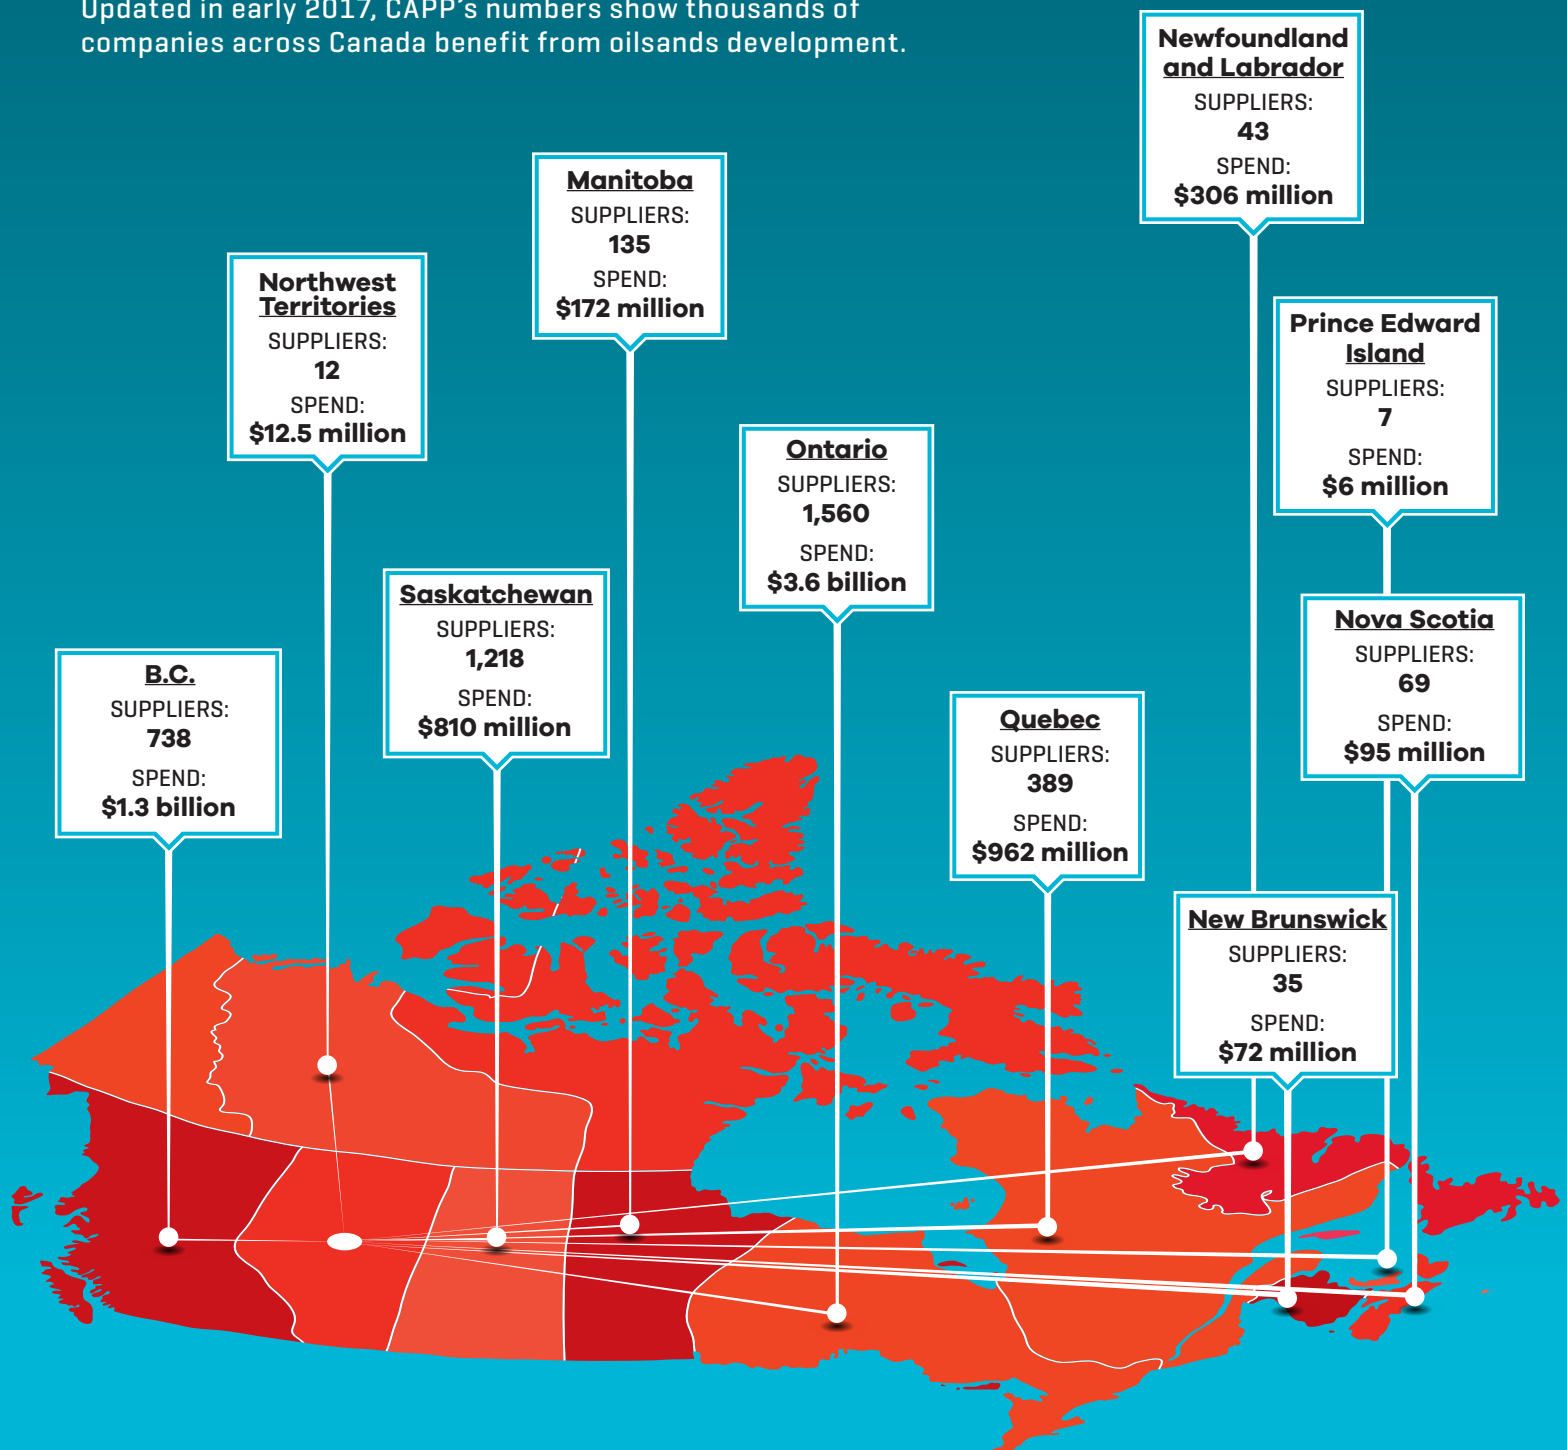 Updated in early 2017, CAPP's numbers show thousands of
companies across Canada benefit from oilsands development.
Newfoundland
and Labrador
SUPPLIERS:
43
SPEND:
$306 million
Manitoba
SUPPLIERS:
135
SPEND:
$172 million
Northwest
Territories
SUPPLIERS:
12
SPEND:
$12.5 million
Prince Edward
Island
SUPPLIERS:
7
SPEND:
$6 million
Ontario
SUPPLIERS:
1,560
SPEND:
$3.6 billion
Saskatchewan
SUPPLIERS:
1,218
SPEND:
$810 million
Nova Scotia
SUPPLIERS:
69
SPEND:
$95 million
B.C.
SUPPLIERS:
738
SPEND:
$1.3 billion
Quebec
SUPPLIERS:
389
SPEND:
$962 million
New Brunswick
SUPPLIERS:
35
SPEND:
$72 million